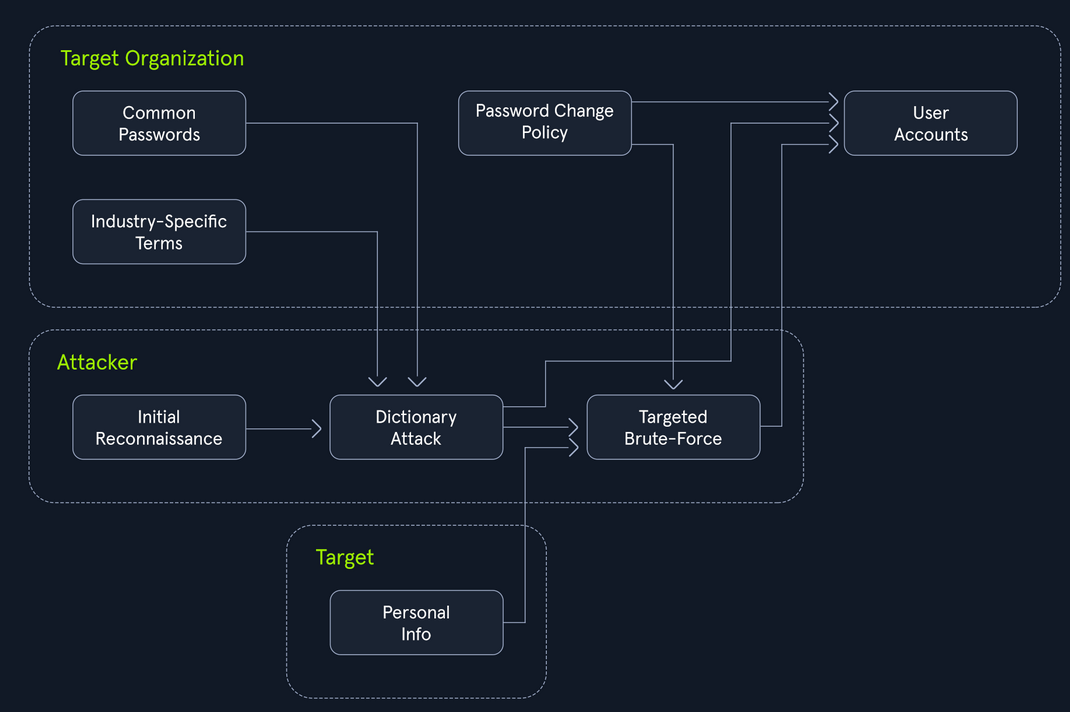 Target Organization
Common
Passwords
Password Change
Policy
User
Accounts
Industry-Specific
Terms
Attacker
Initial
Reconnaissance
Dictionary
Attack
Targeted
Brute-Force
Target
Personal
Info